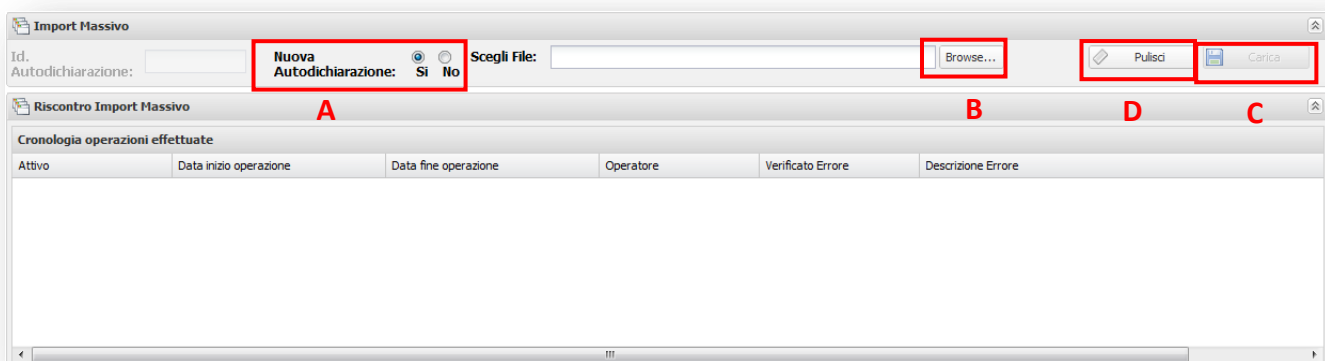 Import Massivo
Id. Autodichiarazione:
Nuova Autodichiarazione:
Si No
Scegli File:
Browse...
Pulisci
Carica
A
B
D
C
Riscontro Import Massivo
Cronologia operazioni effettuate
Attivo Data inizio operazione Data fine operazione Operatore Verificato Errore Descrizione Errore